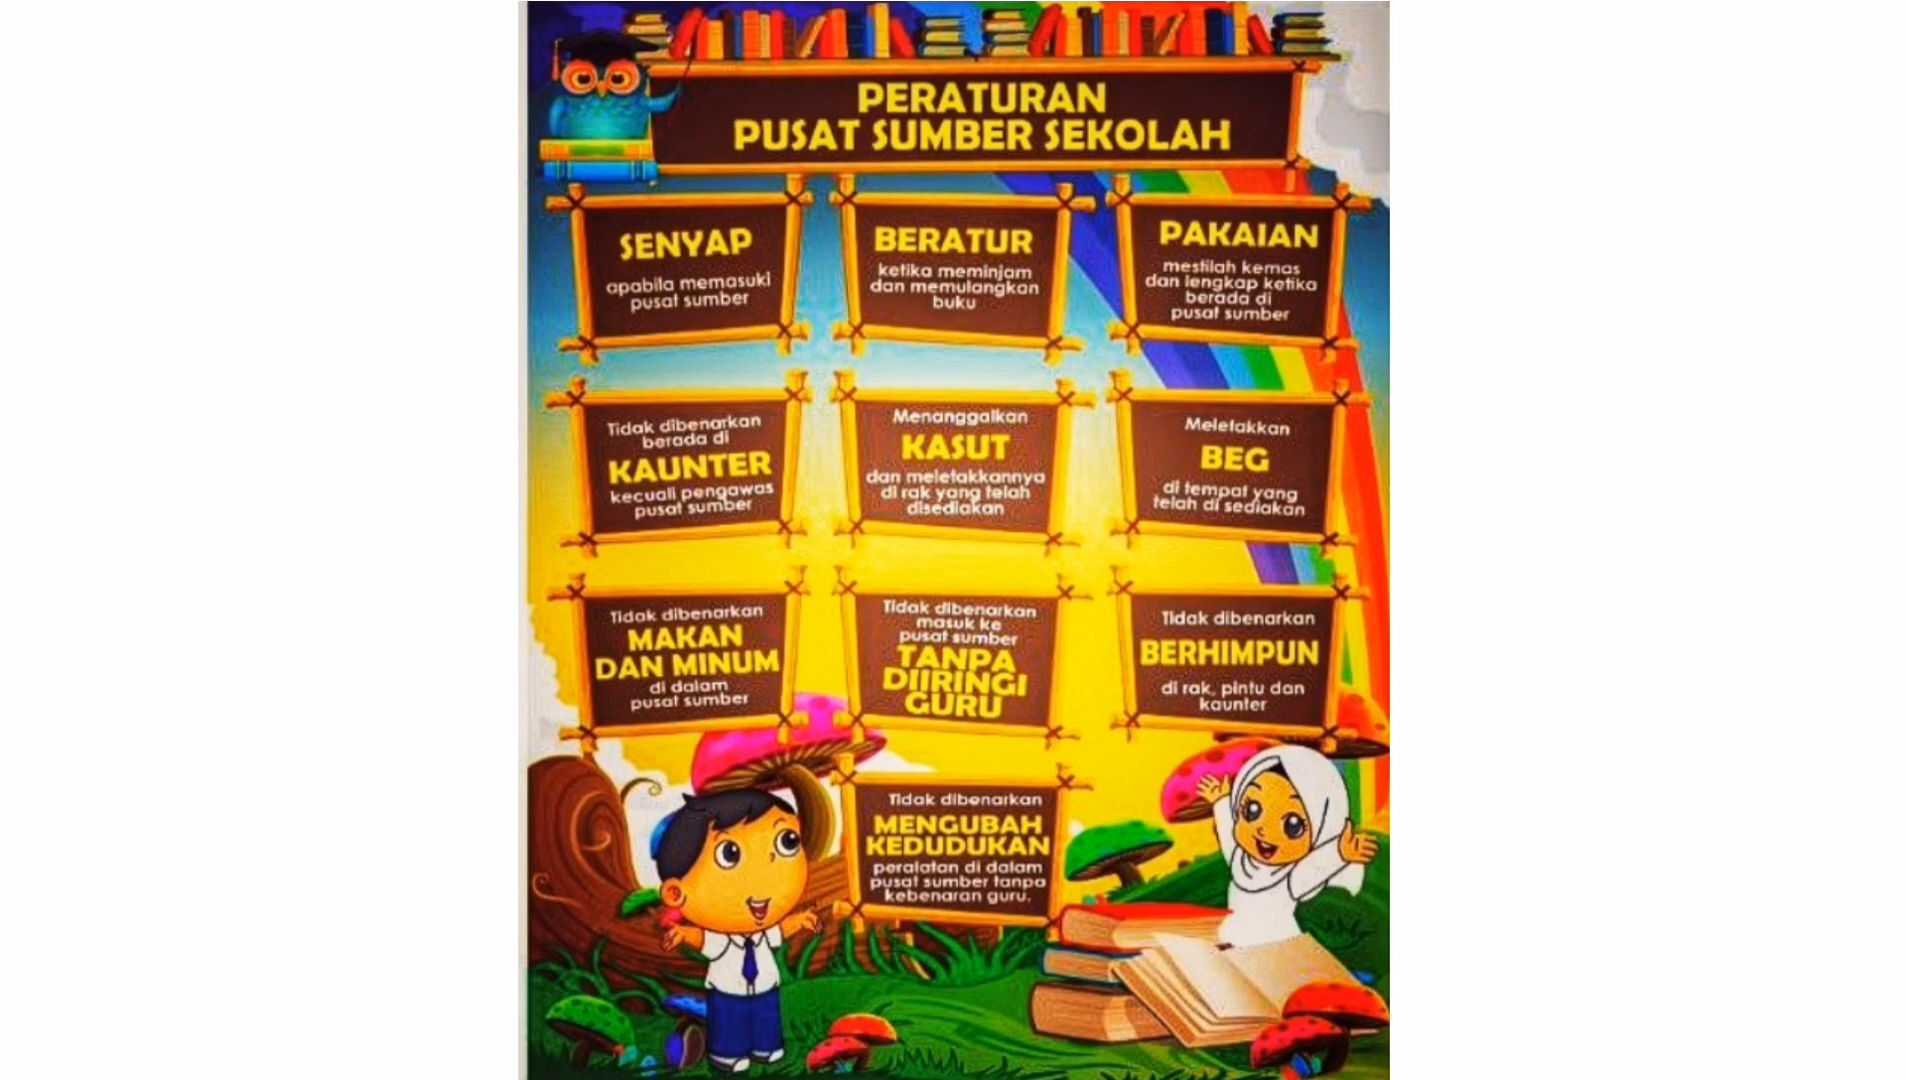 PERATURAN
PUSAT SUMBER SEKOLAH
SENYAP
apabila memasuki
pusat sumber
BERATUR
ketika meminjam
dan memulangkan
buku
PAKAIAN
mestilah kemas
dan lengkap ketika
berada di
pusat sumber
Tidak dibenarkan
berada di
KAUNTER
kecuali pengawas
pusat sumber
Menanggalkan
KASUT
dan meletakkannya
di rak yang telah
disediakan
Meletakkan
BEG
di tempat yang
telah di sediakan
Tidak dibenarkan
MAKAN
DAN MINUM
di dalam
pusat sumber
Tidak dibenarkan
masuk ke
pusat sumber
TANPA
DIIRINGI
GURU
Tidak dibenarkan
BERHIMPUN
di rak, pintu dan
kaunter
Tidak dibenarkan
MENGUBAH
KEDUDUKAN
peralatan di dalam
pusat sumber tanpa
kebenaran guru.